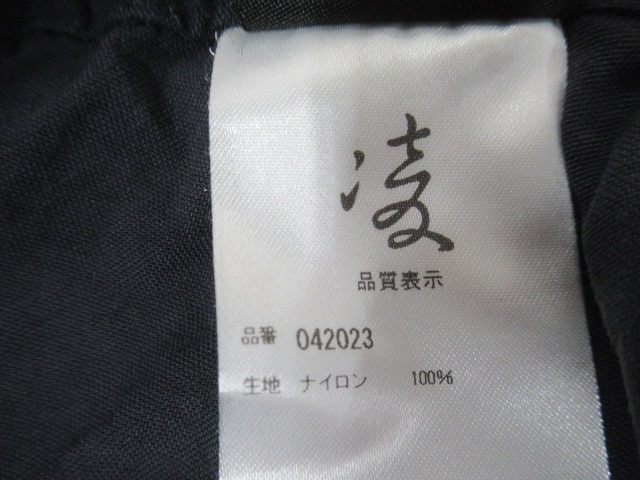 凌
品質表示
品番 042023
生地 ナイロン 100%